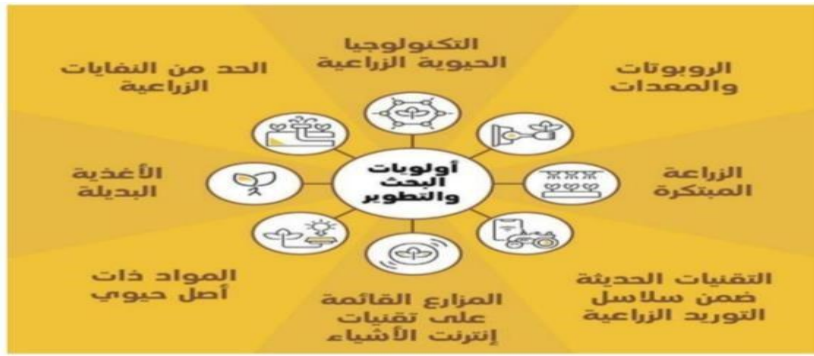 التكنولوجيا
الحيوية الزراعية
الروبوتات
والمعدات
الحد من النفايات
الزراعية
الزراعة
المبتكرة
أولويات
البحث
والتطوير
الأغذية
البديلة
التقنيات الحديثة
ضمن سلاسل
التوريد الزراعية
المزارع القائمة
على تقنيات
إنترنت الأشياء
المواد ذات
أصل حيوي